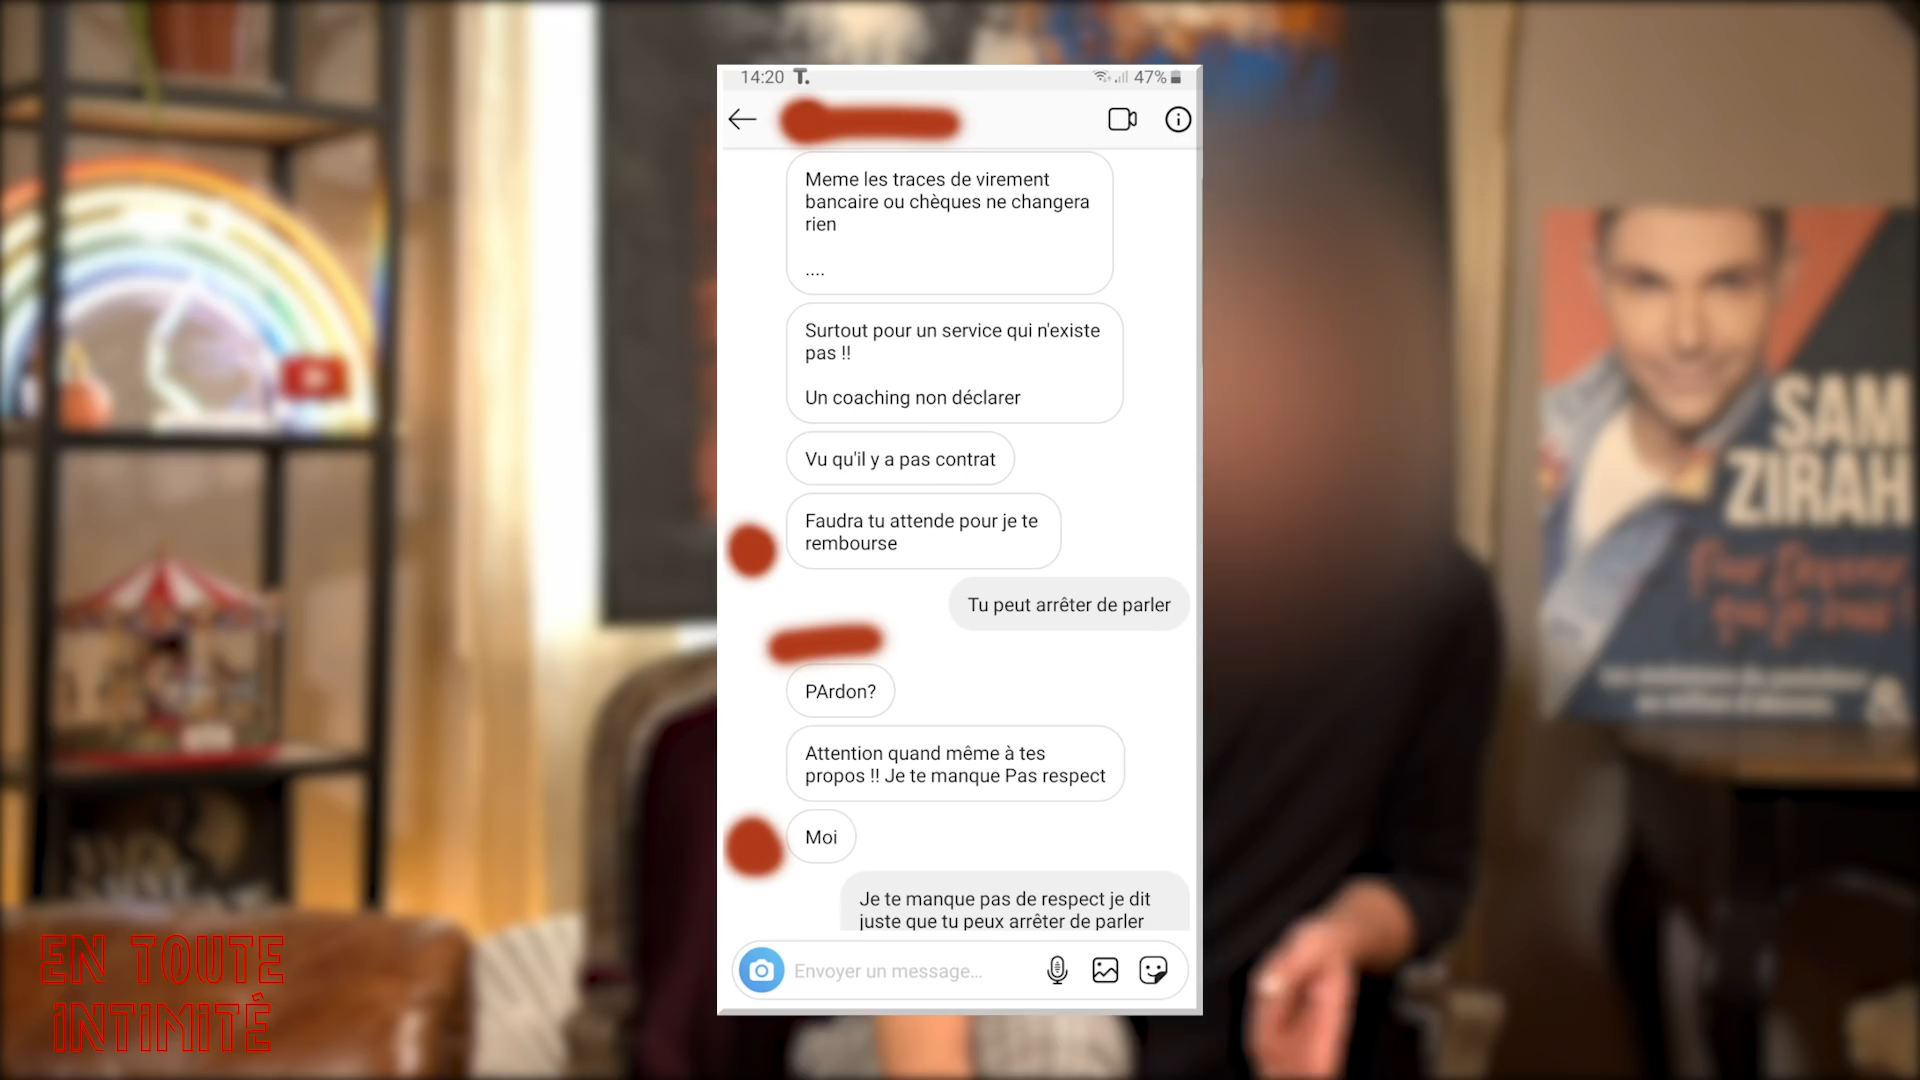 14:20 T.
47%
Meme les traces de virement
bancaire ou chèques ne changera
rien
....
Surtout pour un service qui n'existe
pas !!
Un coaching non déclarer
Vu qu'il y a pas contrat
Faudra tu attende pour je te
rembourse
Tu peut arrêter de parler
PArdon?
Attention quand même à tes
propos !! Je te manque Pas respect
Moi
Je te manque pas de respect je dit
juste que tu peux arrêter de parler
Envoyer un message...
SAM
ZIRAH
EN TOUTE
INTIMITÉ